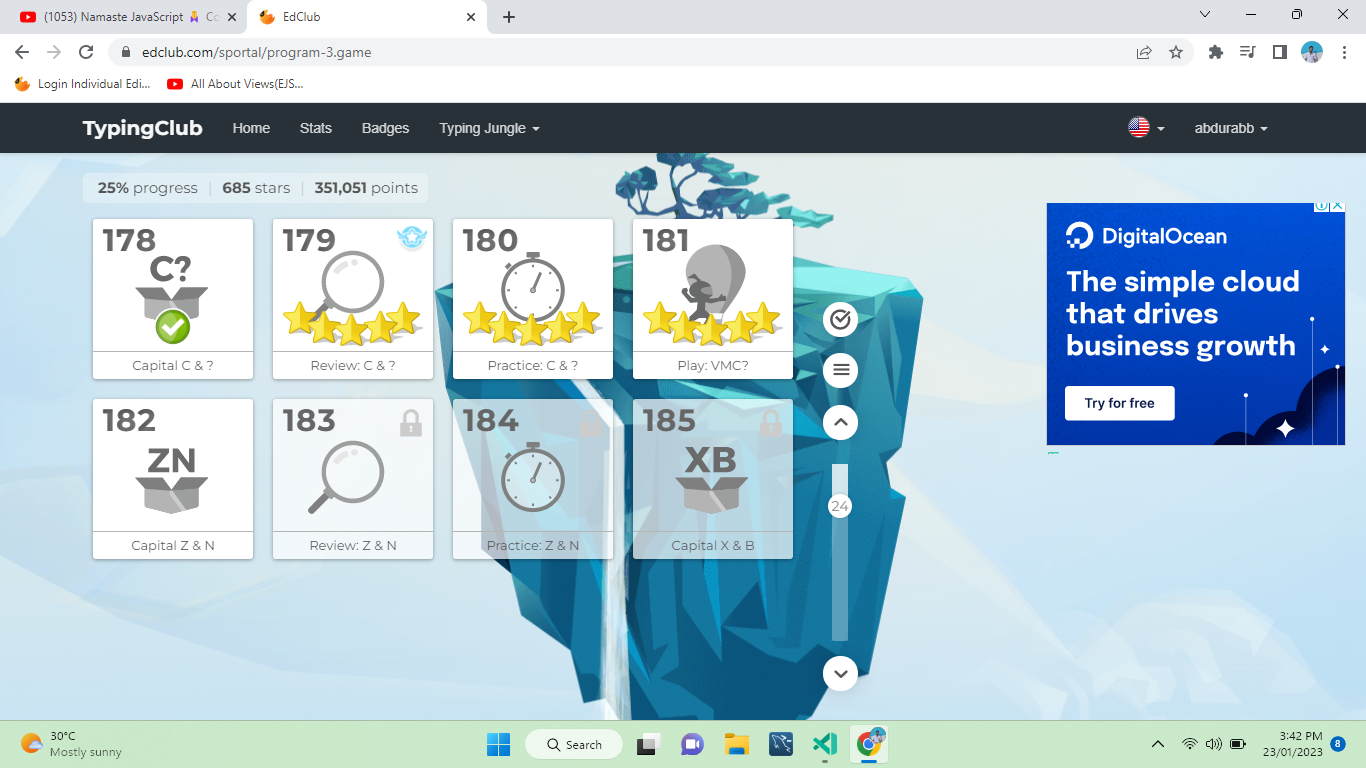 (1053) Namaste JavaScript
EdClub
edclub.com/sportal/program-3.game
Login Individual Edi...
All About Views(EJS...
TypingClub
Home
Stats
Badges
Typing Jungle
abdurabb
25% progress | 685 stars | 351,051 points
178
C?
Capital C & ?
179
Review: C & ?
180
Practice: C & ?
181
Play: VMC?
182
ZN
Capital Z & N
183
Review: Z & N
184
Practice: Z & N
185
XB
Capital X & B
24
DigitalOcean
The simple cloud
that drives
business growth
Try for free
30°C
Mostly sunny
Search
3:42 PM
23/01/2023
8